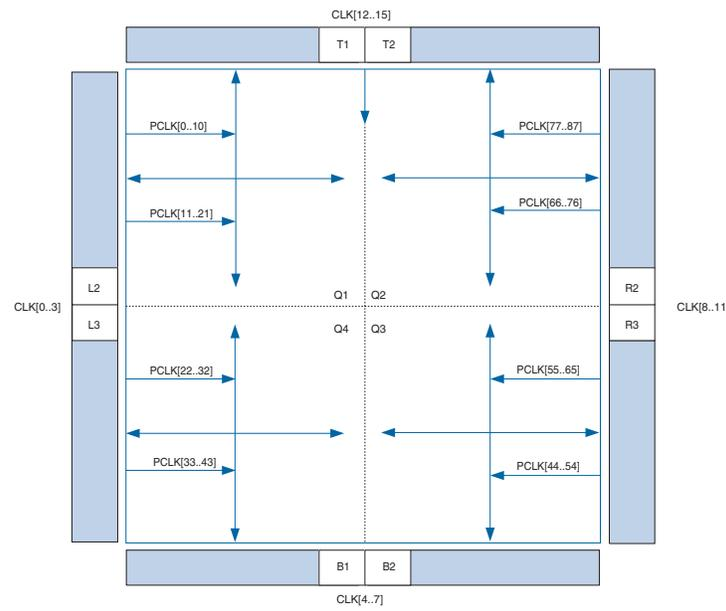 CLK[12..15]
T1 T2
PCLK[0..10] PCLK[77..87]
PCLK[66..76]
PCLK[11..21]
L2 R2
Q1 Q2
CLK[0..3] CLK[8..11
L3 R3
Q4 Q3
PCLK[22..32] PCLK[55..65]
PCLK[33..43] PCLK[44..54]
B1 B2
CLK[4..7]